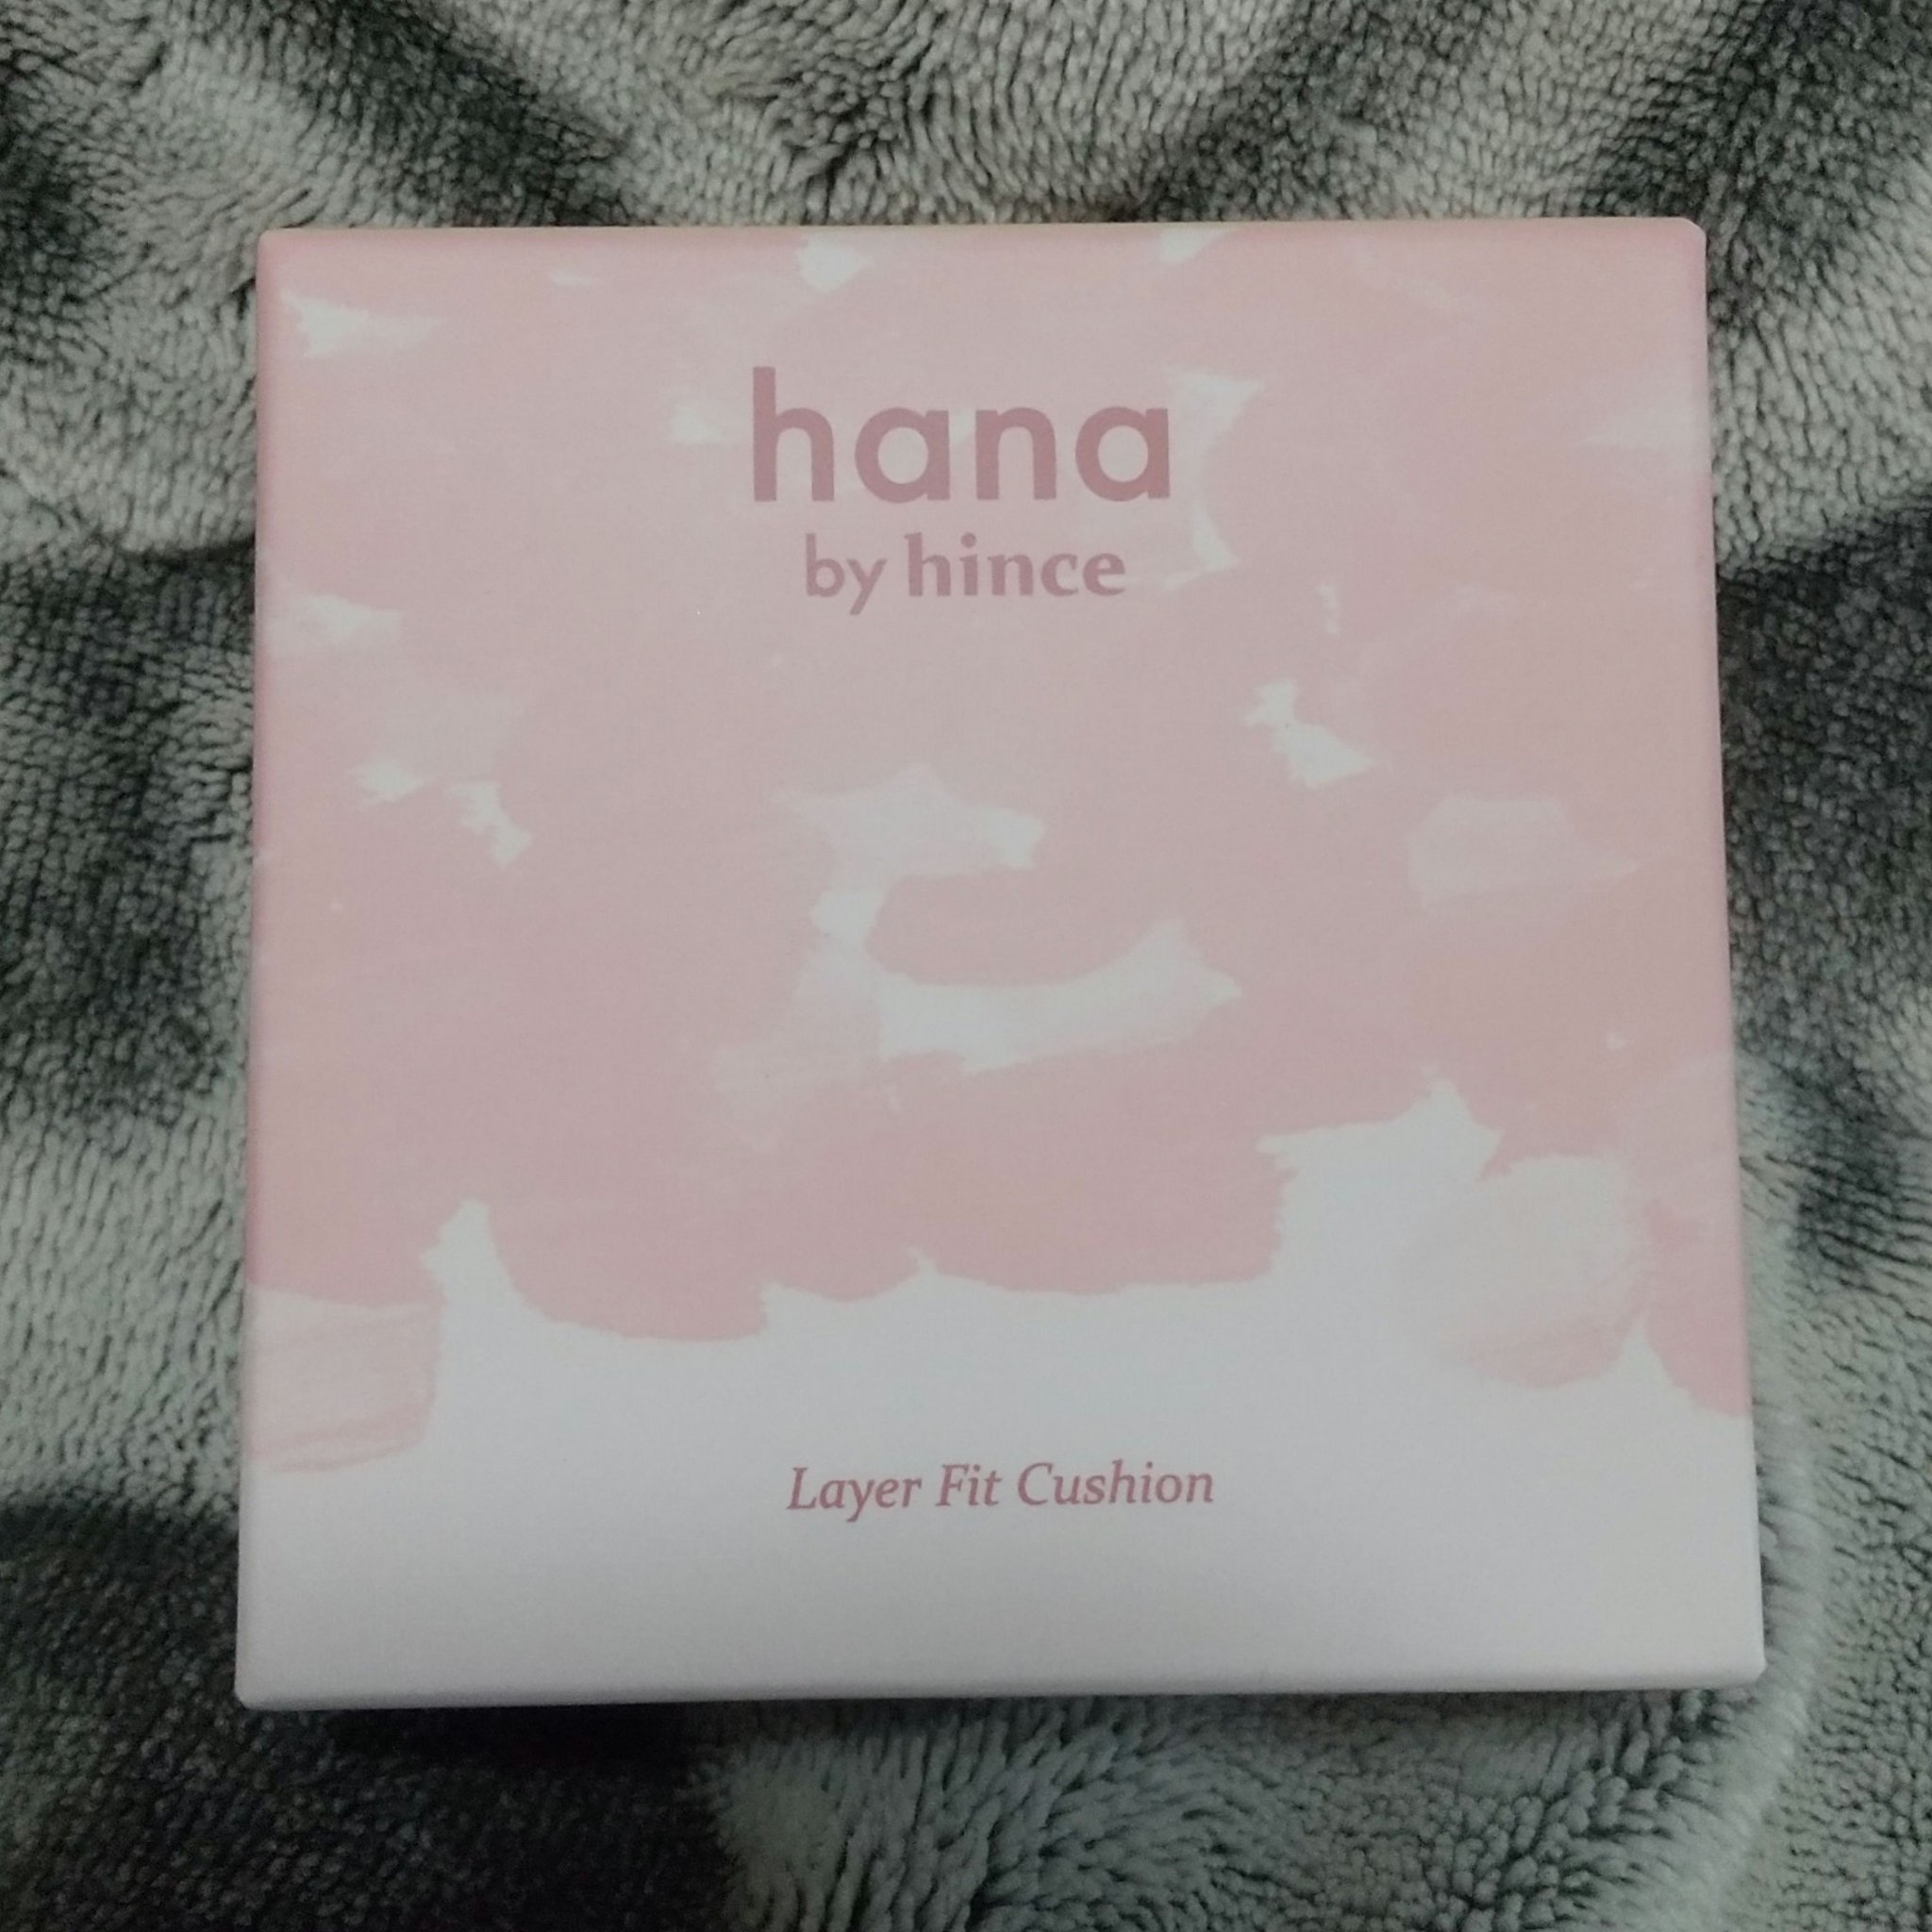 hana
by hince
Layer Fit Cushion